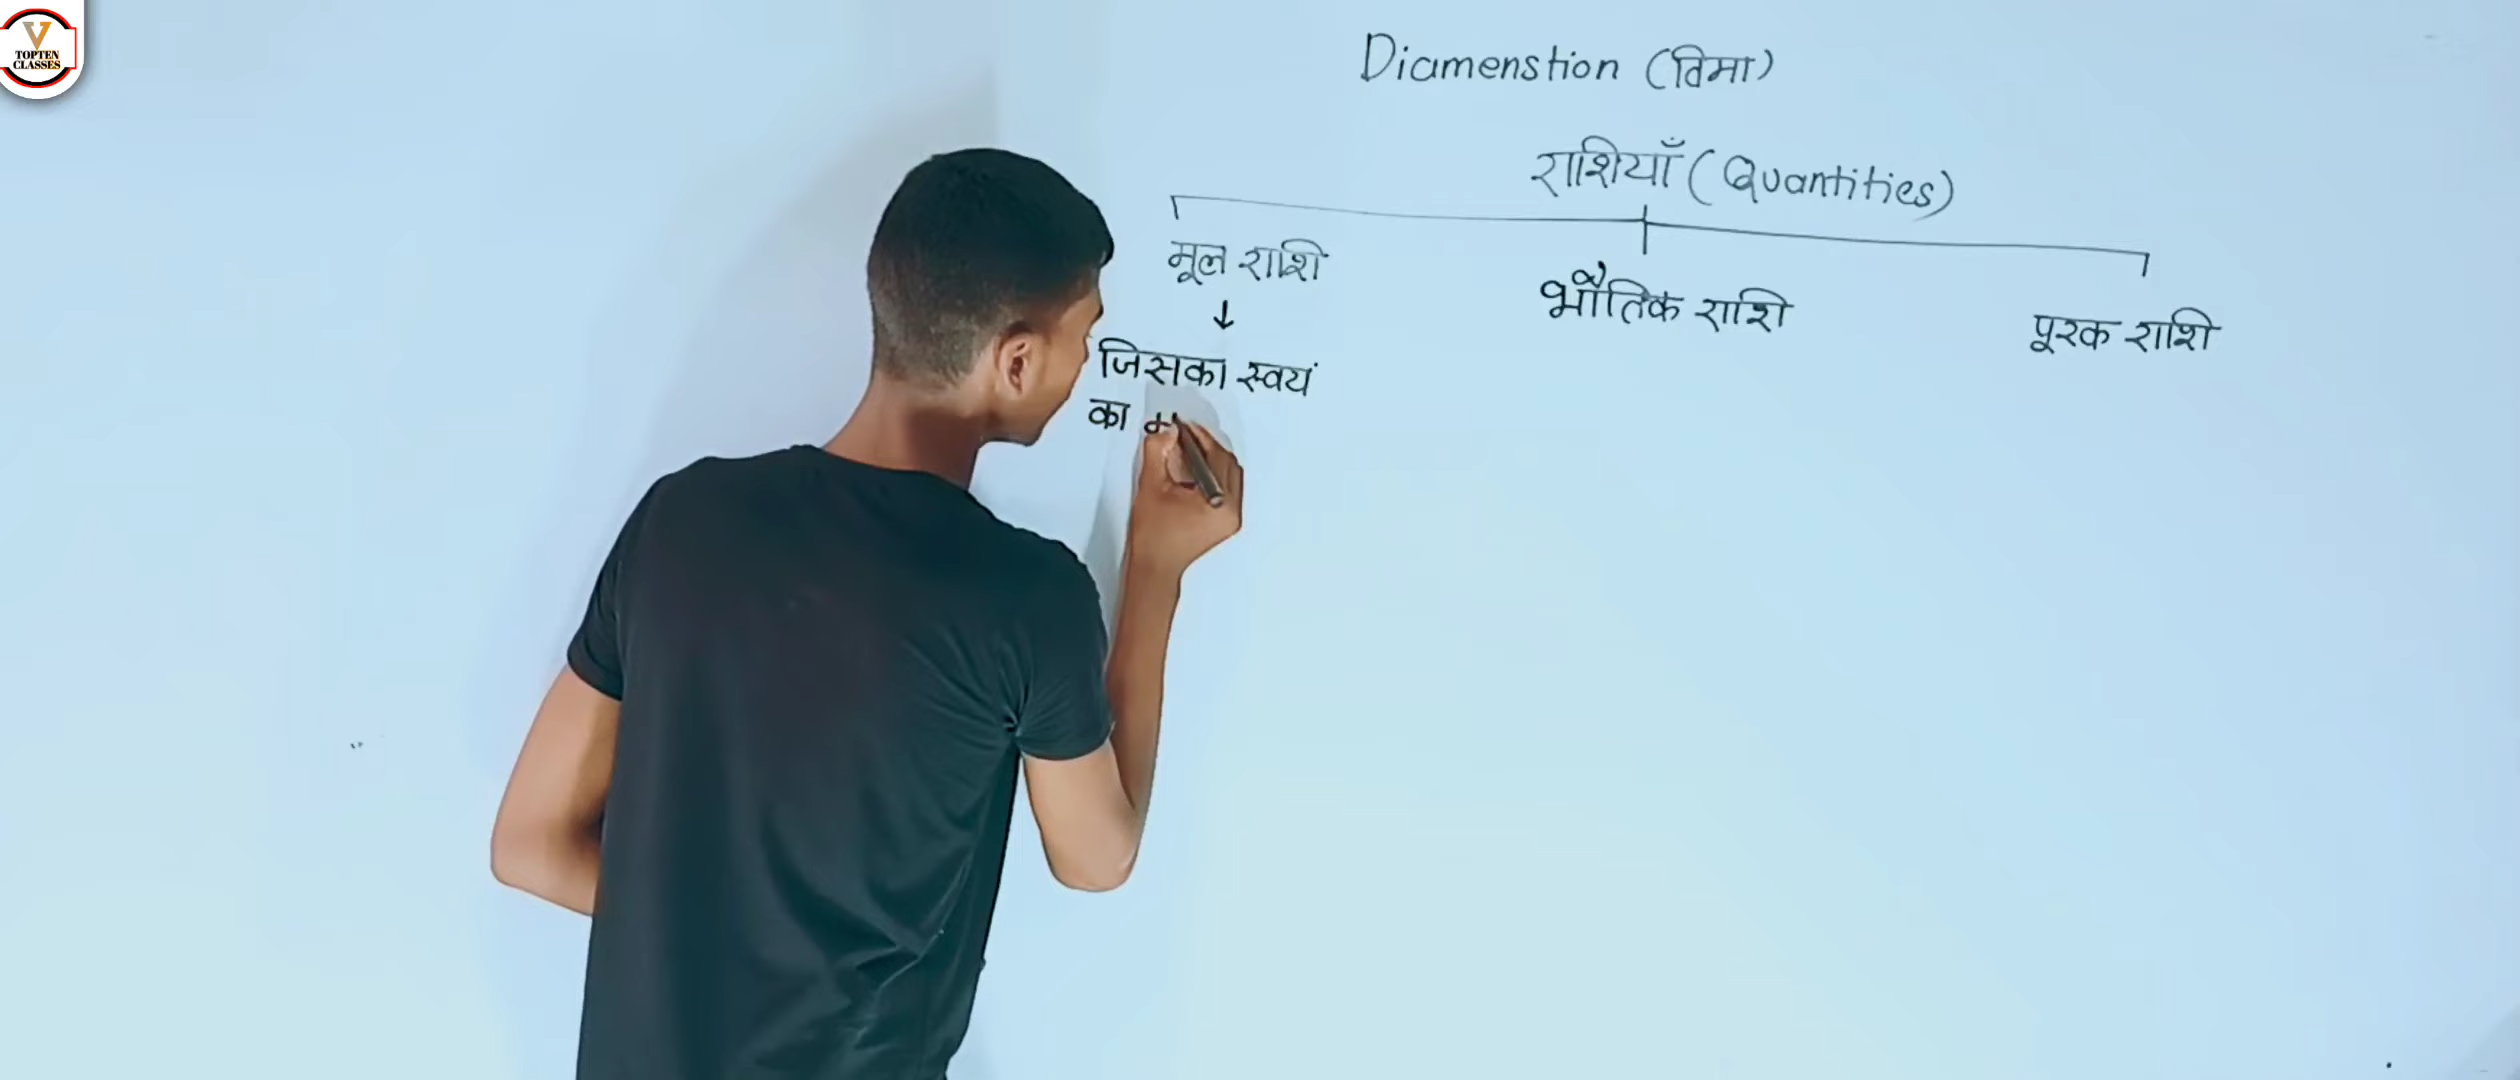 V
TOPTEN
CLASSES
Diamenstion (विमा)
राशियाँ (Quantities)
मूल राशि
भौतिक राशि
पूरक राशि
↓
जिसका स्वयं
का